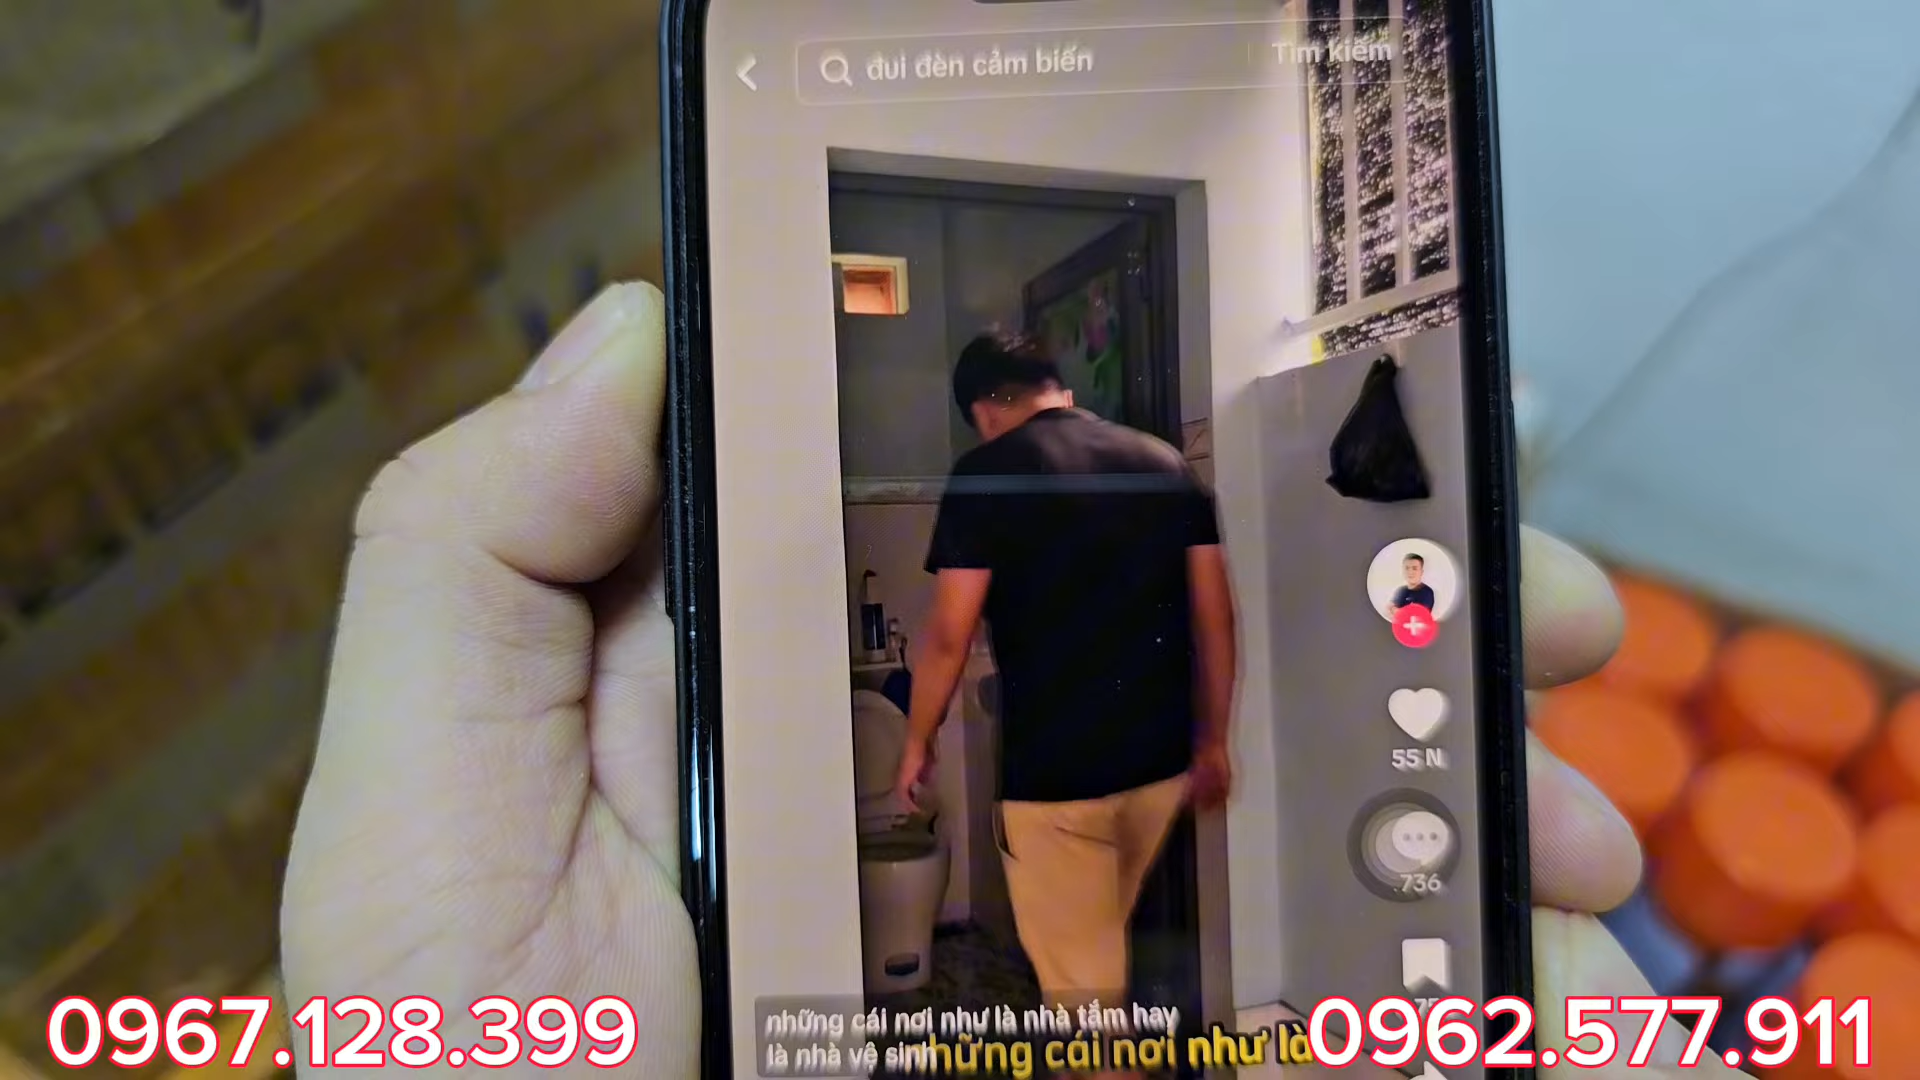 đui đèn cảm biến
Tìm kiếm
55 N
736
những cái nơi như là nhà tắm hay
là nhà vệ sinh
những cái nơi như là
0967.128.399
0962.577.911